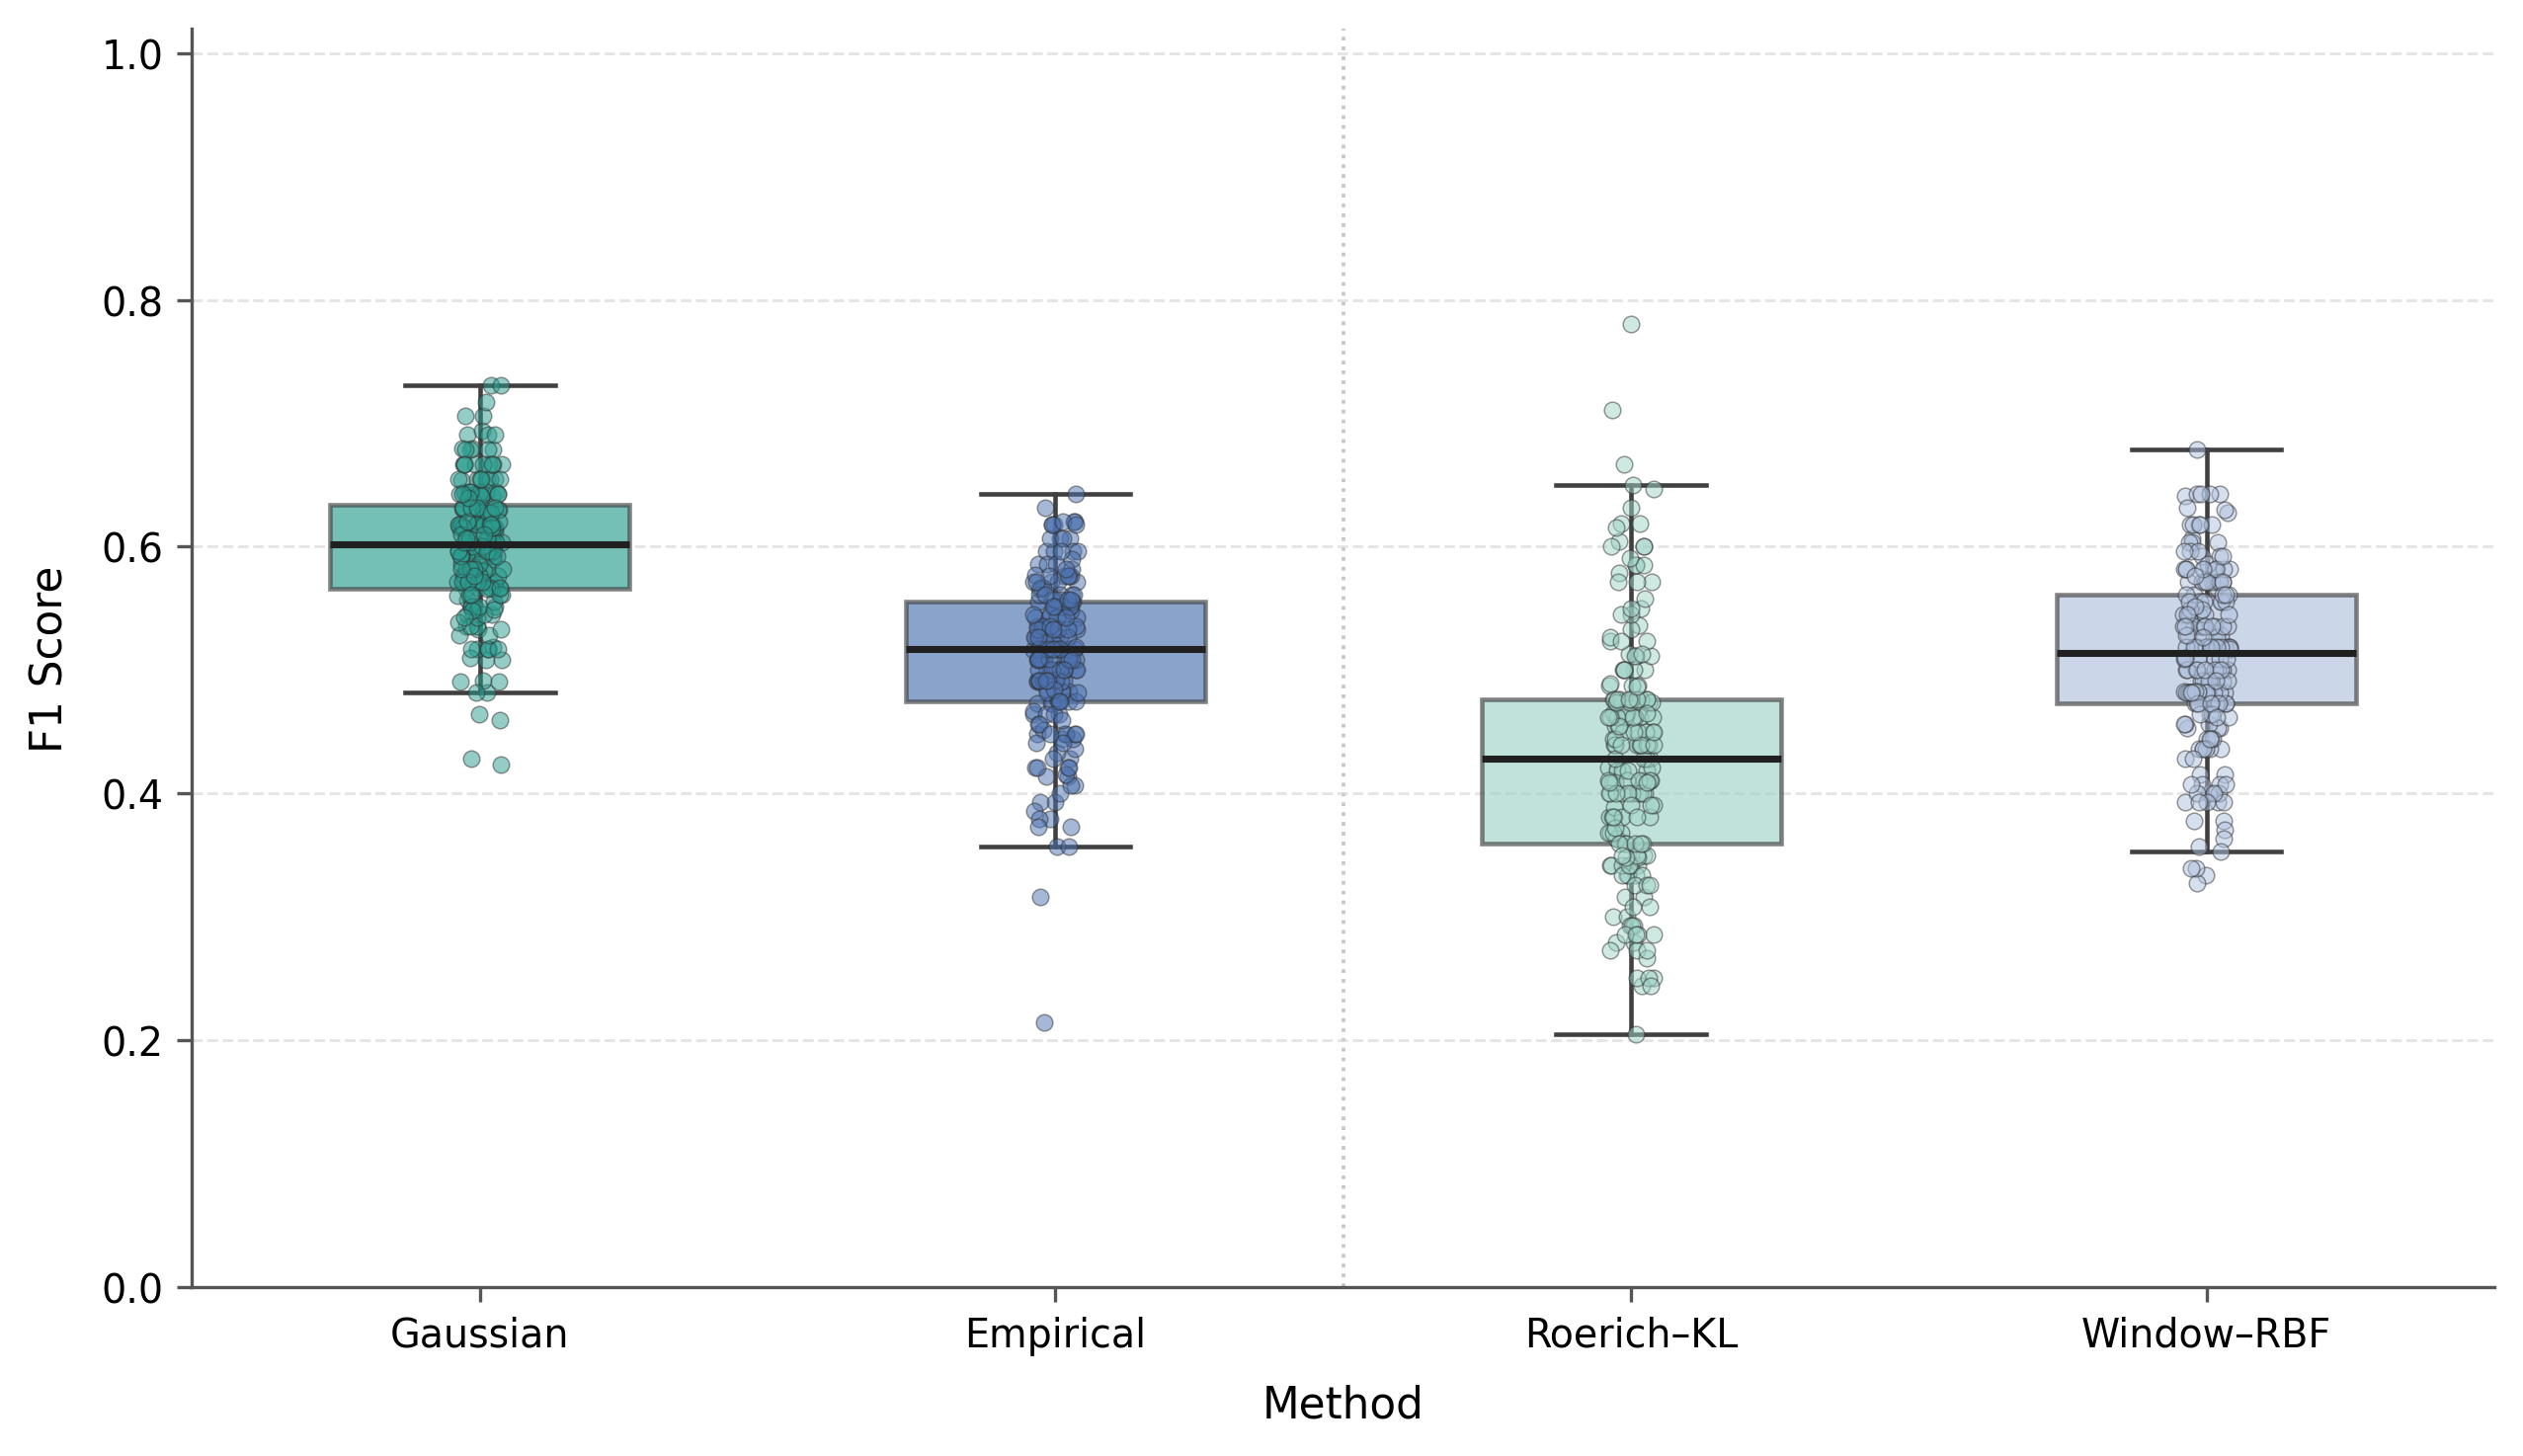 1.0
0.8
0.6
0.4
0.2
0.0
F1 Score
Gaussian
Empirical
Roerich–KL
Window–RBF
Method